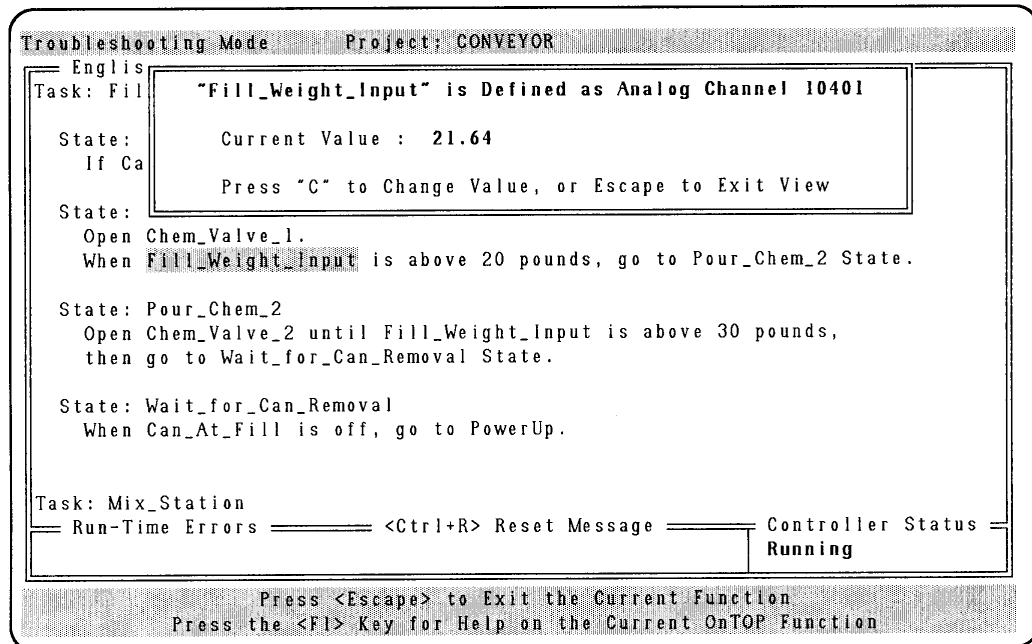 Troubleshooting Mode Project: CONVEYOR
Englis
Task: Fil
"Fill_Weight_Input" is Defined as Analog Channel 10401
State:
Current Value : 21.64
If Ca
Press "C" to Change Value, or Escape to Exit View
State:
Open Chem_Valve_1.
When Fill_Weight_Input is above 20 pounds, go to Pour_Chem_2 State.
State: Pour_Chem_2
Open Chem_Valve_2 until Fill_Weight_Input is above 30 pounds,
then go to Wait_for_Can_Removal State.
State: Wait_for_Can_Removal
When Can_At_Fill is off, go to PowerUp.
Task: Mix_Station
Run-Time Errors <Ctrl+R> Reset Message Controller Status
Running
Press <Escape> to Exit the Current Function
Press the <F1> Key for Help on the Current OnTOP Function